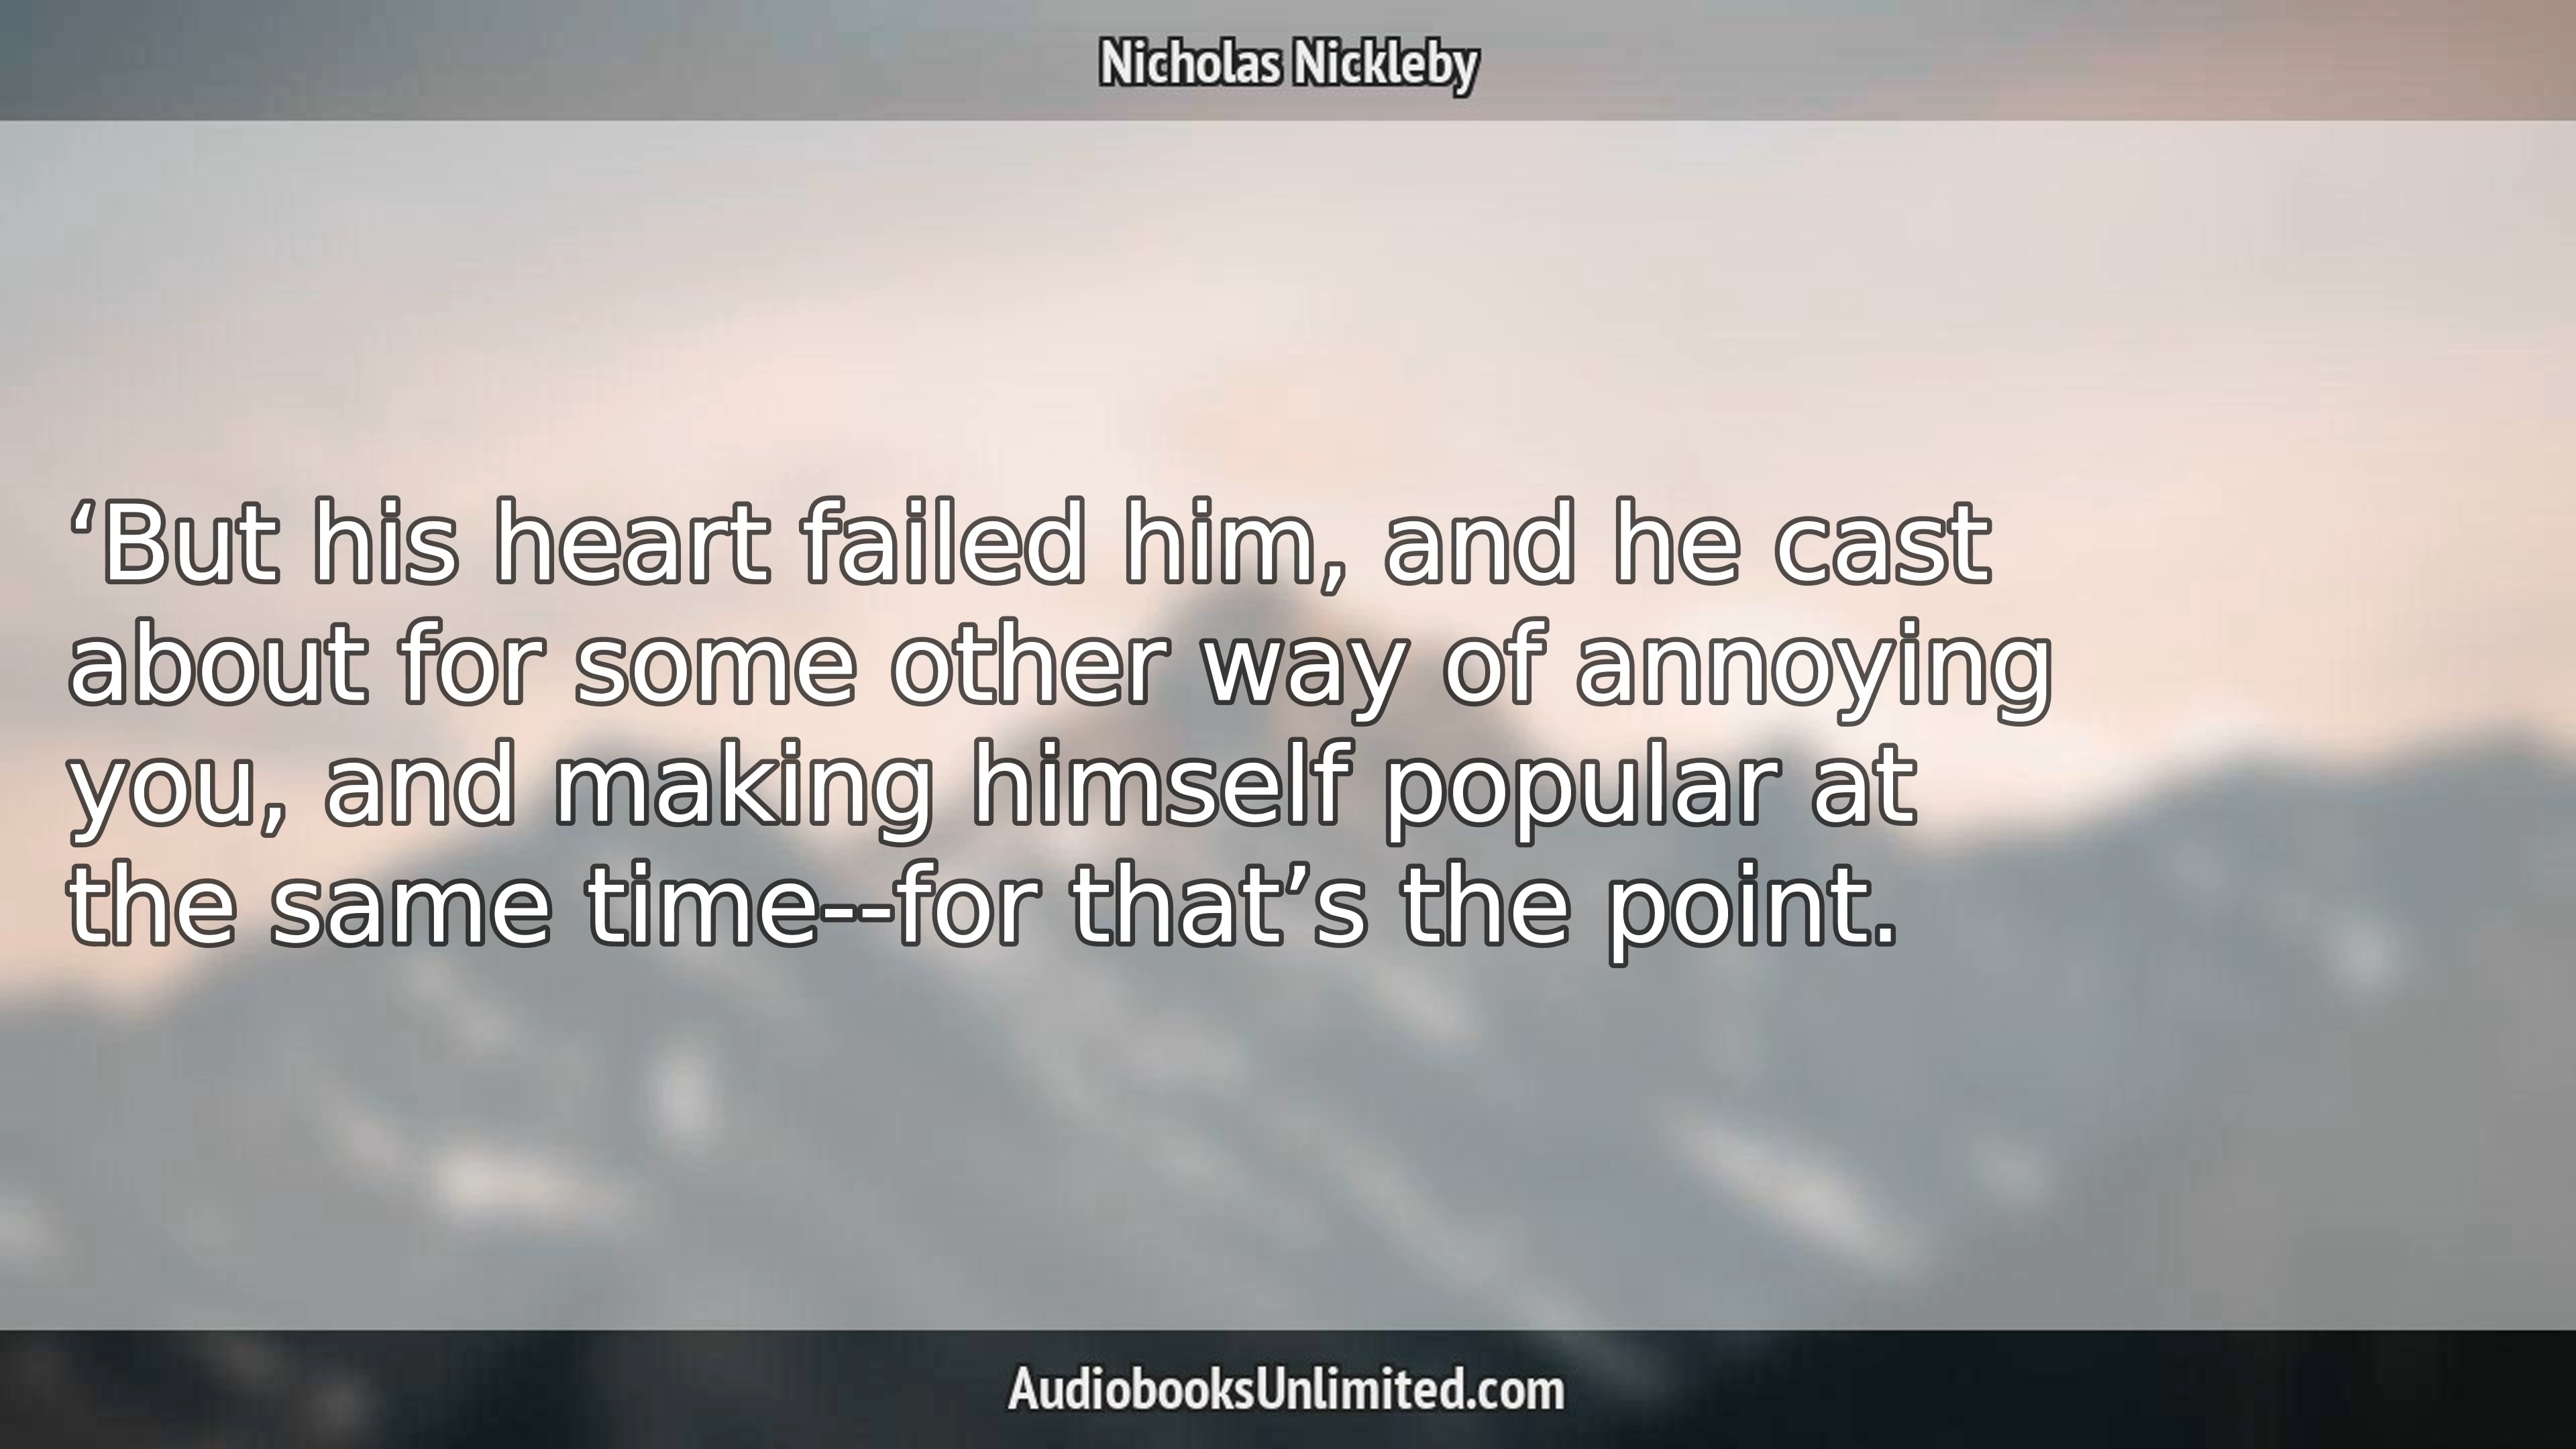 Nicholas Nickleby
‘But his heart failed him, and he cast
about for some other way of annoying
you, and making himself popular at
the same time--for that’s the point.
AudiobooksUnlimited.com